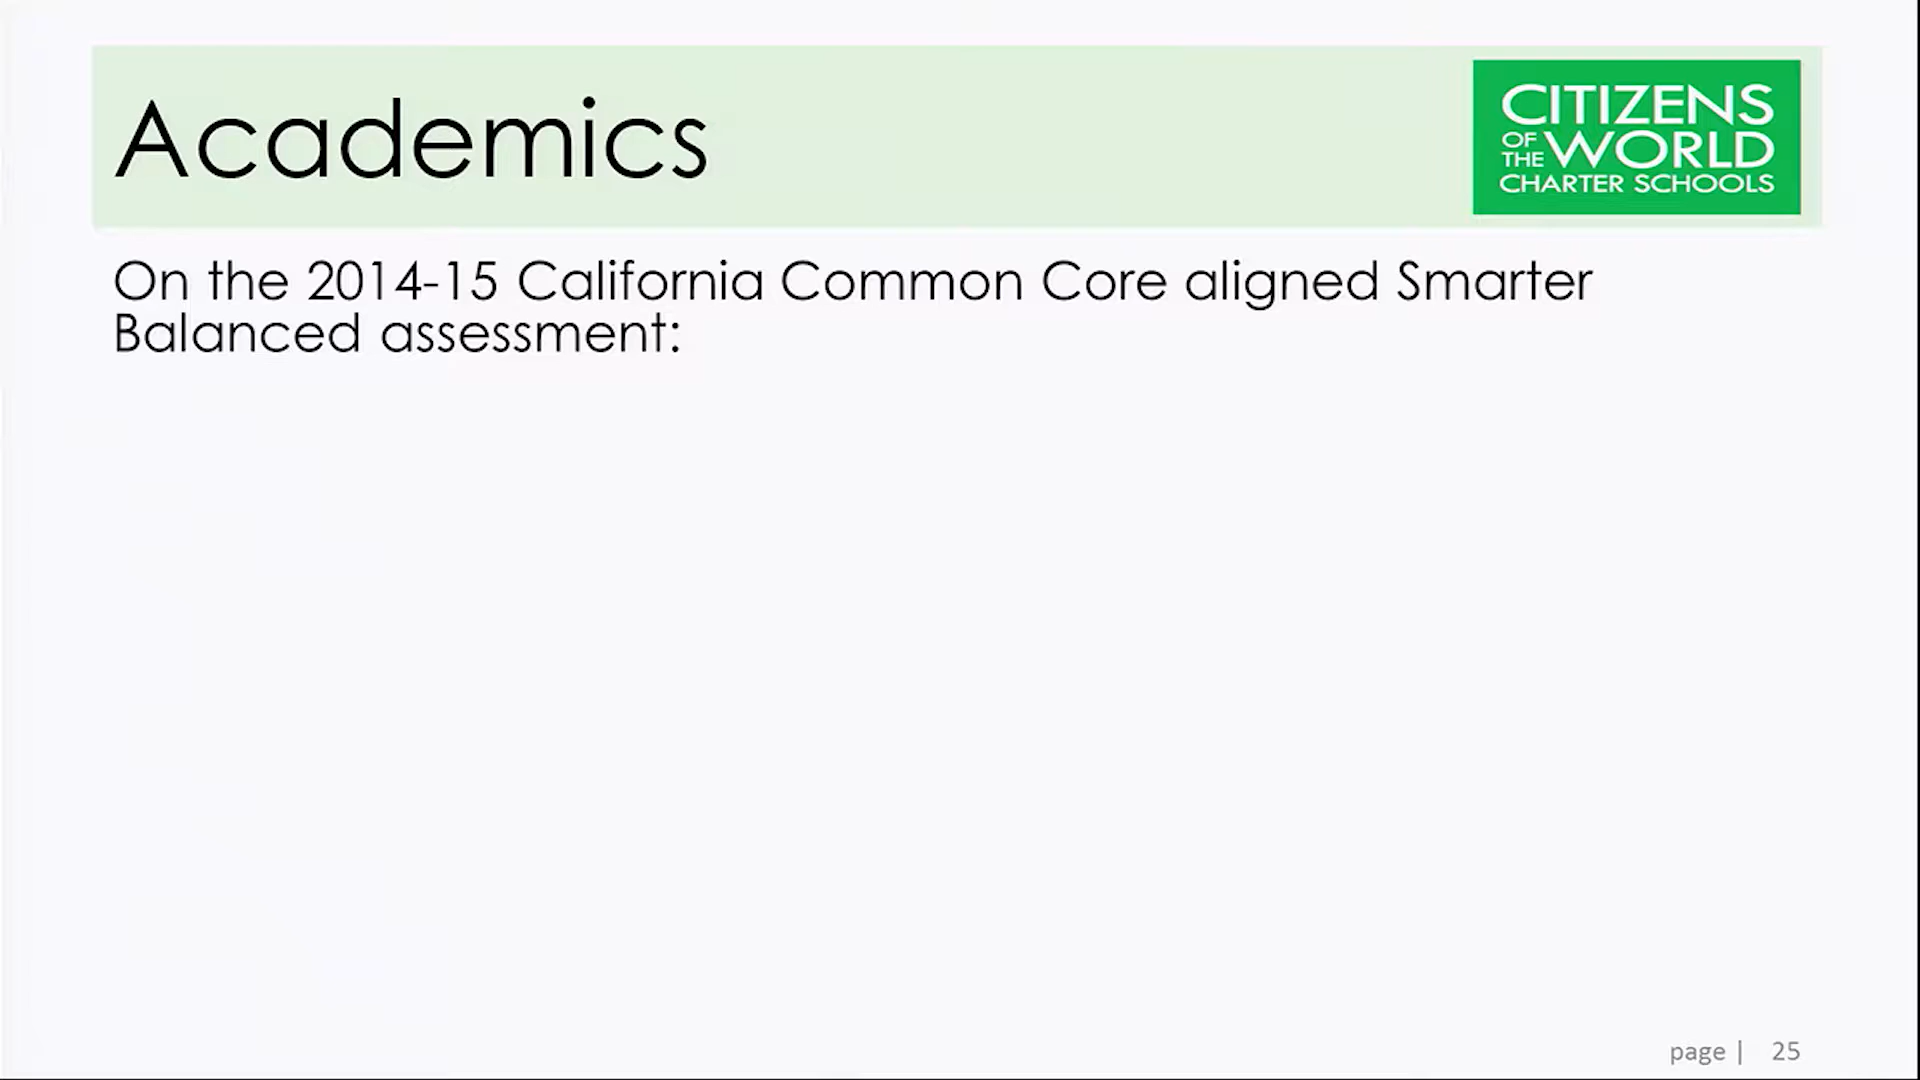 Academics
CITIZENS
OF THE WORLD
CHARTER SCHOOLS
On the 2014-15 California Common Core aligned Smarter
Balanced assessment:
page | 25